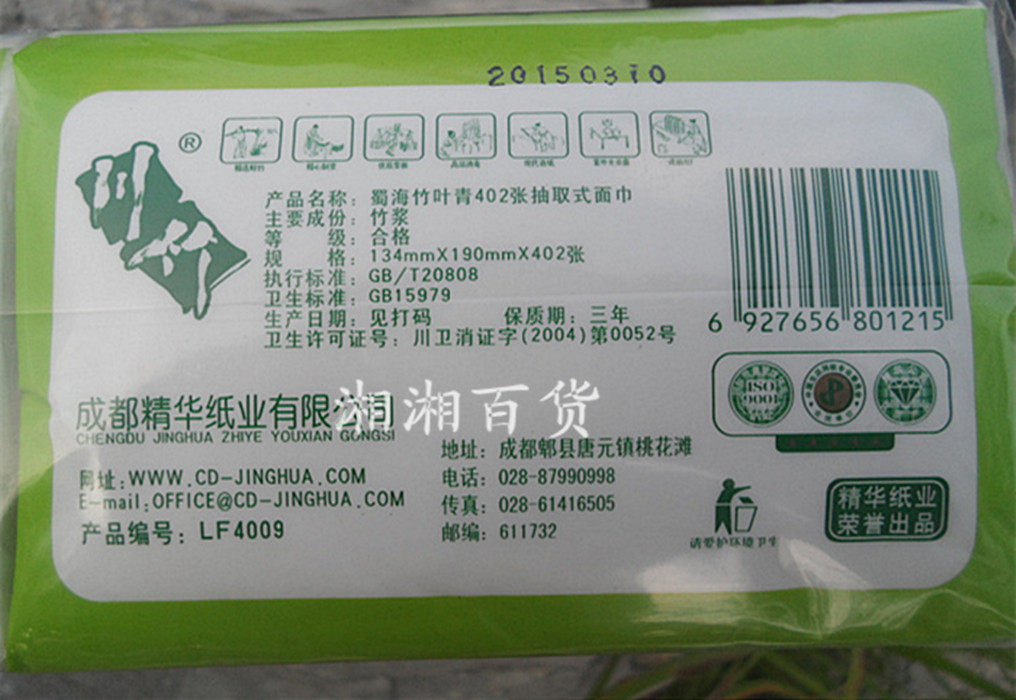 20150310
川竹 ®
产品名称：蜀海竹叶青402张抽取式面巾
主要成份：竹浆
等 级：合格
规 格：134mmX190mmX402张
执行标准：GB/T20808
卫生标准：GB15979
生产日期：见打码 保质期：三年
卫生许可证号：川卫消证字(2004)第0052号
6 927656 801215
ISO 9001
成都精华纸业有限公司
湘湘百货
CHENGDU JINGHUA ZHIYE YOUXIAN GONGSI
网址:WWW.CD-JINGHUA.COM
E-mail:OFFICE@CD-JINGHUA.COM
产品编号：LF4009
地址：成都郫县唐元镇桃花滩
电话：028-87990998
传真：028-61416505
邮编：611732
请爱护环境卫生
精华纸业
荣誉出品